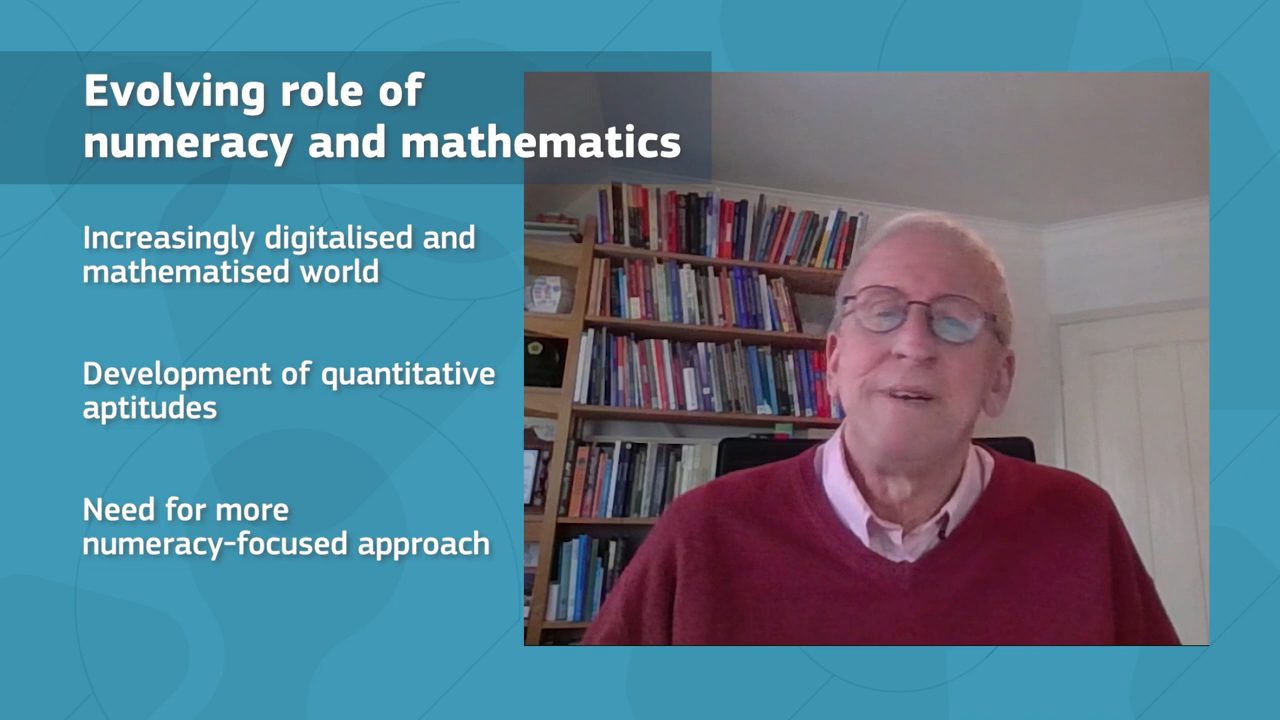 Evolving role of
numeracy and mathematics
Increasingly digitalised and
mathematised world
Development of quantitative
aptitudes
Need for more
numeracy-focused approach